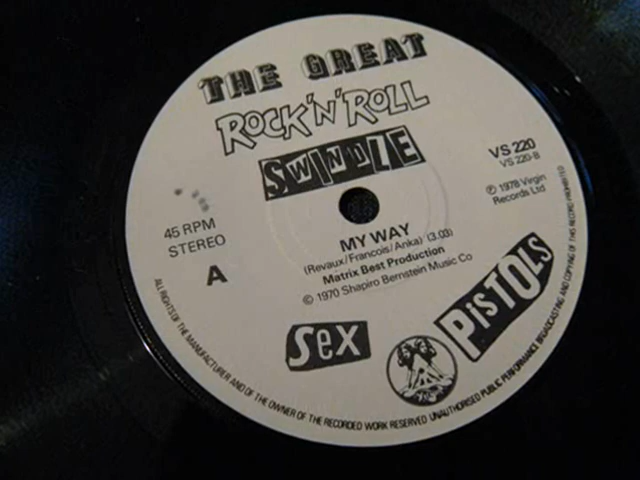 THE GREAT
ROCK 'N' ROLL
SWINDLE
VS 220
VS 220-B
℗ 1978 Virgin
Records Ltd
45 RPM
STEREO
A
MY WAY
(Revaux/Francois/Anka) (3.03)
Matrix Best Production
© 1970 Shapiro Bernstein Music Co
Sex
PiSTOLS
ALL RIGHTS OF THE MANUFACTURER AND OF THE OWNER OF THE RECORDED WORK RESERVED UNAUTHORISED PUBLIC PERFORMANCE BROADCASTING AND COPYING OF THIS RECORD PROHIBITED